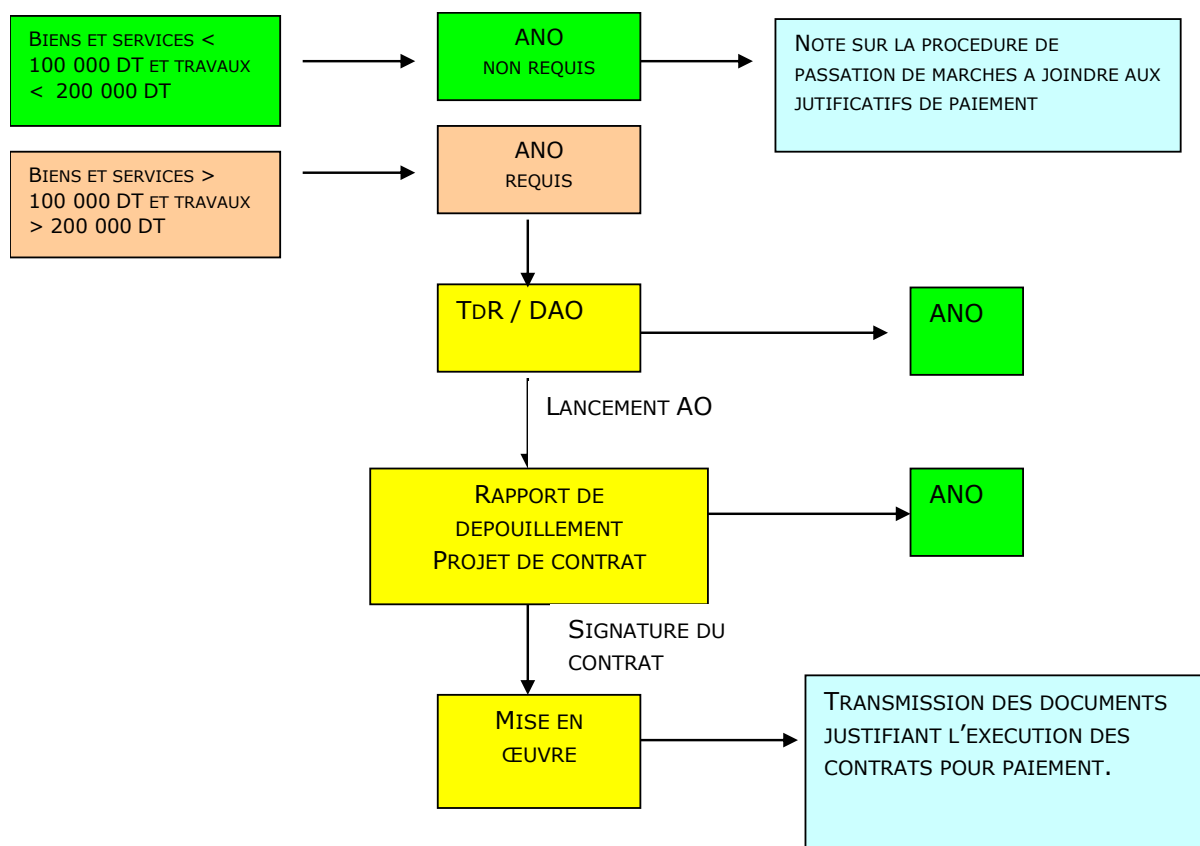 BIENS ET SERVICES <
100 000 DT ET TRAVAUX
< 200 000 DT
ANO
NON REQUIS
NOTE SUR LA PROCEDURE DE
PASSATION DE MARCHES A JOINDRE AUX
JUTIFICATIFS DE PAIEMENT
BIENS ET SERVICES >
100 000 DT ET TRAVAUX
> 200 000 DT
ANO
REQUIS
TDR / DAO
ANO
LANCEMENT AO
RAPPORT DE
DEPOUILLEMENT
PROJET DE CONTRAT
ANO
SIGNATURE DU
CONTRAT
MISE EN
ŒUVRE
TRANSMISSION DES DOCUMENTS
JUSTIFIANT L'EXECUTION DES
CONTRATS POUR PAIEMENT.